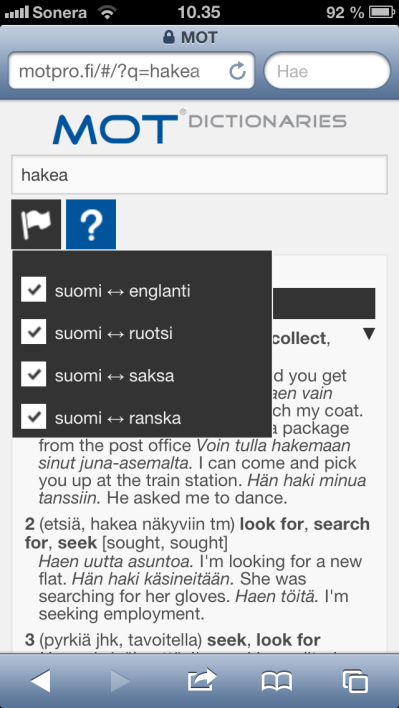 Sonera 10.35 92 %
MOT
motpro.fi/#/?q=hakea Hae
MOT® DICTIONARIES
hakea
?
suomi ↔ englanti
suomi ↔ ruotsi
suomi ↔ saksa
suomi ↔ ranska
collect,
d you get
aen vain
ch my coat.
a package
from the post office Voin tulla hakemaan
sinut juna-asemalta. I can come and pick
you up at the train station. Hän haki minua
tanssiin. He asked me to dance.
2 (etsiä, hakea näkyviin tm) look for, search
for, seek [sought, sought]
Haen uutta asuntoa. I'm looking for a new
flat. Hän haki käsineitään. She was
searching for her gloves. Haen töitä. I'm
seeking employment.
3 (pyrkiä jhk, tavoitella) seek, look for